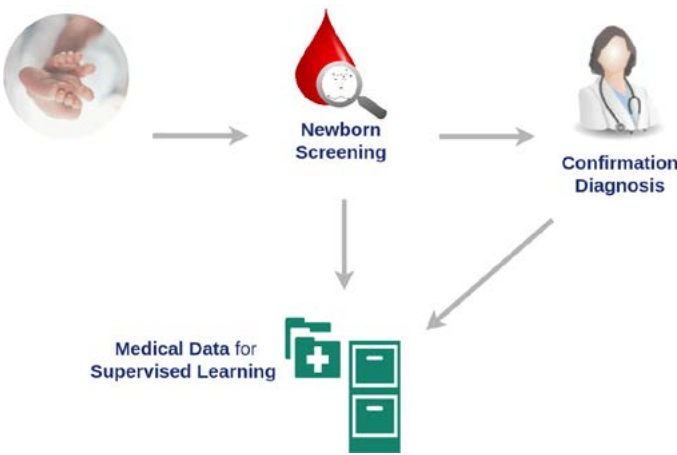 Newborn
Screening
Confirmation
Diagnosis
Medical Data for
Supervised Learning